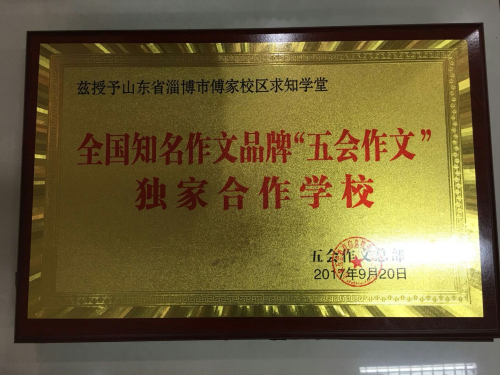 兹授予山东省淄博市傅家校区求知学堂
全国知名作文品牌“五会作文”
独家合作学校
五会作文总部
2017年9月20日